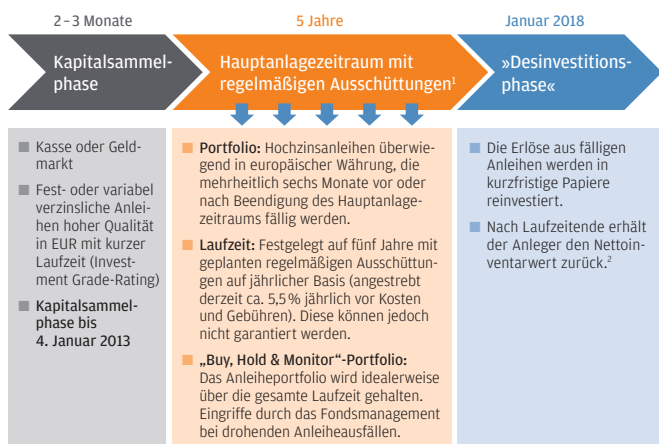 2–3 Monate
Kapitalsammel-
phase
5 Jahre
Hauptanlagezeitraum mit
regelmäßigen Ausschüttungen1
Januar 2018
»Desinvestitions-
phase«
Kasse oder Geld-
markt
Fest- oder variabel
verzinsliche Anlei-
hen hoher Qualität
in EUR mit kurzer
Laufzeit (Invest-
ment Grade-Rating)
Kapitalsammel-
phase bis
4. Januar 2013
Portfolio: Hochzinsanleihen überwie-
gend in europäischer Währung, die
mehrheitlich sechs Monate vor oder
nach Beendigung des Hauptanlage-
zeitraums fällig werden.
Laufzeit: Festgelegt auf fünf Jahre mit
geplanten regelmäßigen Ausschüttun-
gen auf jährlicher Basis (angestrebt
derzeit ca. 5,5% jährlich vor Kosten
und Gebühren). Diese können jedoch
nicht garantiert werden.
„Buy, Hold & Monitor“-Portfolio:
Das Anleiheportfolio wird idealerweise
über die gesamte Laufzeit gehalten.
Eingriffe durch das Fondsmanagement
bei drohenden Anleiheausfällen.
Die Erlöse aus fälligen
Anleihen werden in
kurzfristige Papiere
reinvestiert.
Nach Laufzeitende erhält
der Anleger den Nettoin-
ventarwert zurück.2